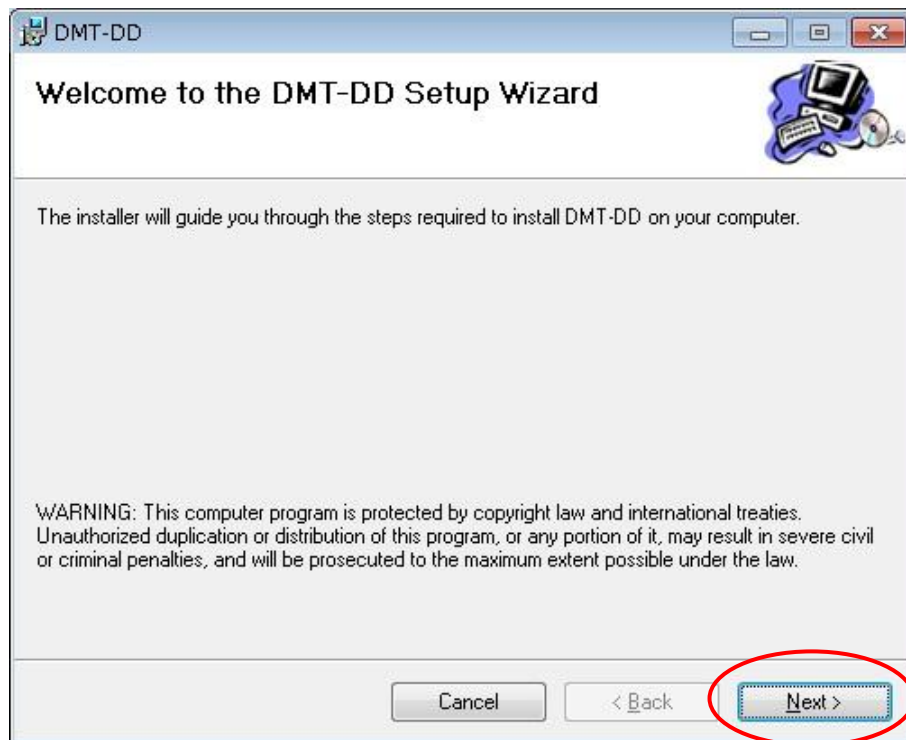 DMT-DD
Welcome to the DMT-DD Setup Wizard
The installer will guide you through the steps required to install DMT-DD on your computer.
WARNING: This computer program is protected by copyright law and international treaties.
Unauthorized duplication or distribution of this program, or any portion of it, may result in severe civil
or criminal penalties, and will be prosecuted to the maximum extent possible under the law.
Cancel < Back Next >